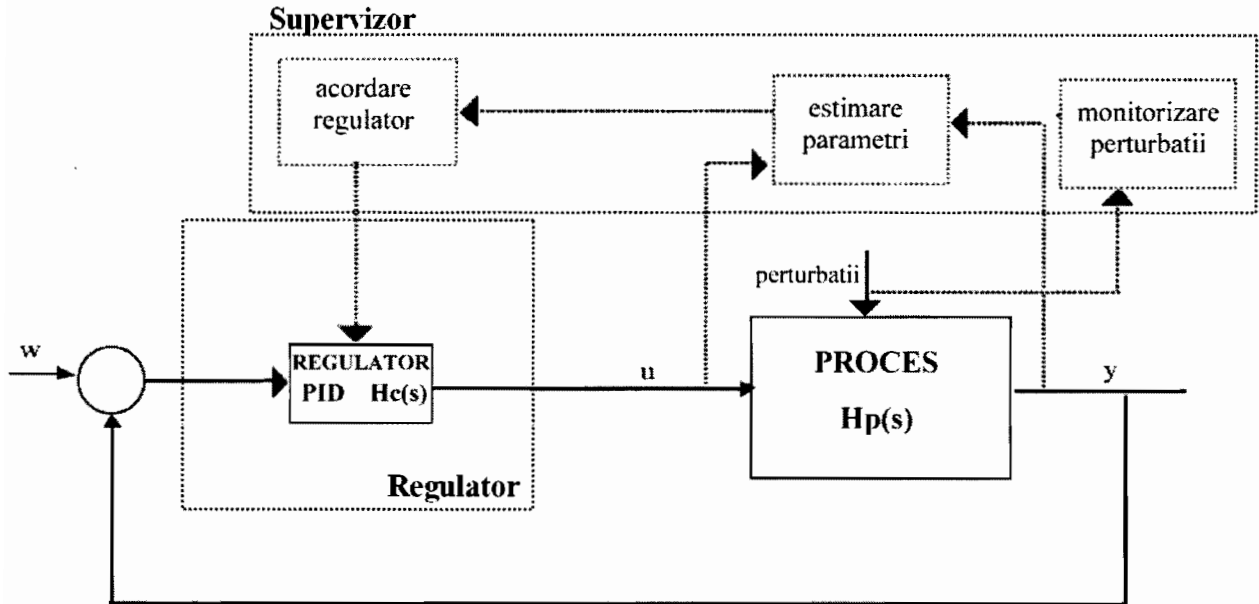 Supervizor
acordare
regulator
estimare
parametri
monitorizare
perturbatii
perturbatii
w
REGULATOR
PID Hc(s)
u
PROCES
Hp(s)
y
Regulator